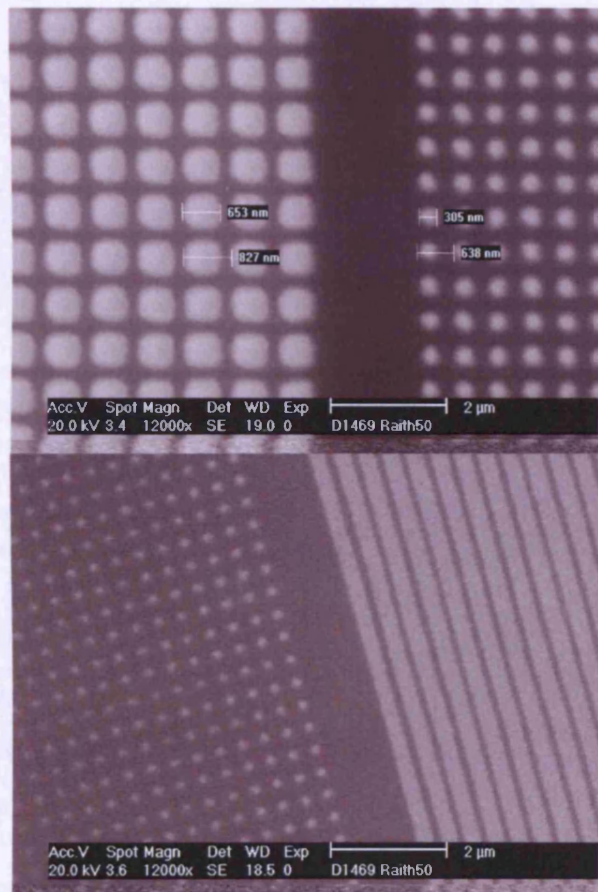 653 nm 305 nm
827 nm 638 nm
Acc.V Spot Magn Det WD Exp 2 µm
20.0 kV 3.4 12000x SE 19.0 0 D1469 Raith50
Acc.V Spot Magn Det WD Exp 2 µm
20.0 kV 3.6 12000x SE 18.5 0 D1469 Raith50